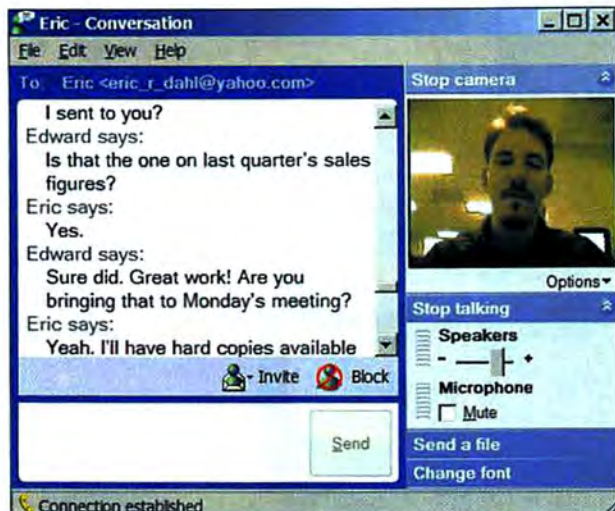 Eric - Conversation
File Edit View Help
To: Eric <eric_r_dahl@yahoo.com>
I sent to you?
Edward says:
Is that the one on last quarter's sales
figures?
Eric says:
Yes.
Edward says:
Sure did. Great work! Are you
bringing that to Monday's meeting?
Eric says:
Yeah. I'll have hard copies available
Invite Block
Send
Connection established
Stop camera
Options
Stop talking
Speakers
- +
Microphone
Mute
Send a file
Change font